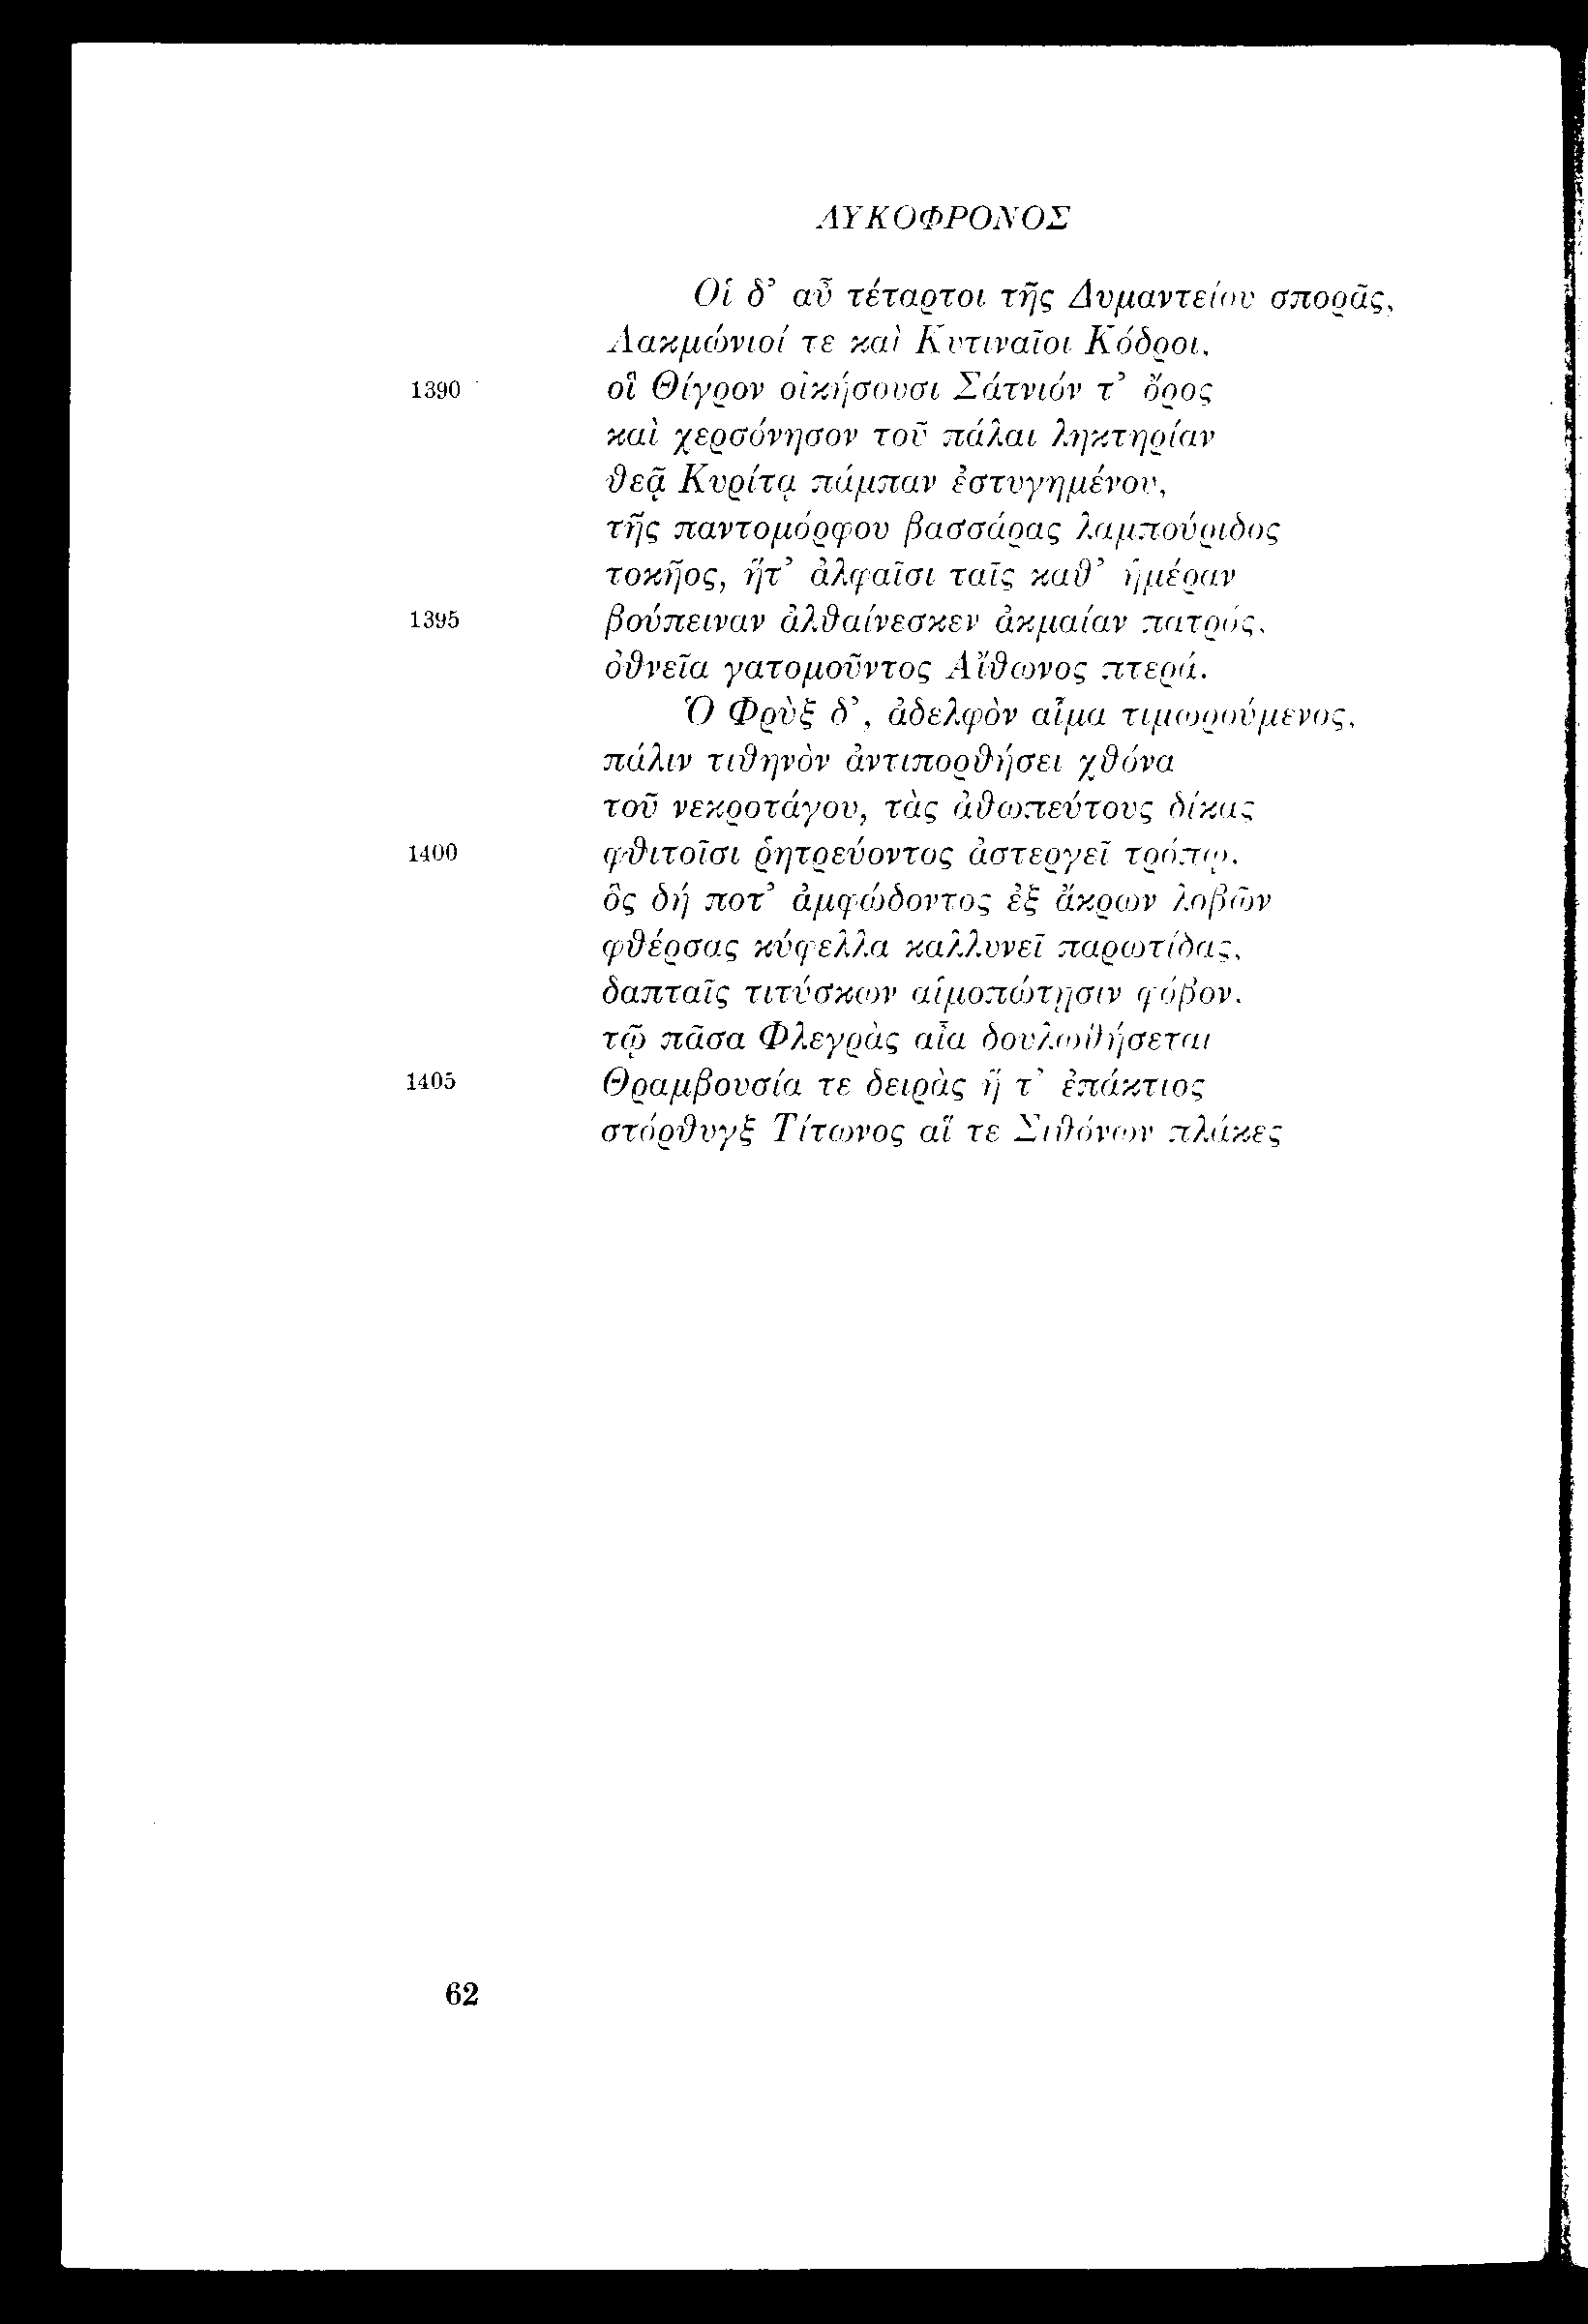 ΛΥΚΟΦΡΟΝΟΣ
Οἱ δ’ αὖ τέταρτοι τῆς Δυμαντείου σπορᾶς,
Λακμώνιοί τε καὶ Κυτιναῖοι Κόδροι,
1390 οἳ Θίγρον οἰκήσουσι Σάτνιόν τ’ ὄρος
καὶ χερσόνησον τοῦ πάλαι ληκτηρίαν
θεᾷ Κυρίτᾳ πάμπαν ἐστυγημένου,
τῆς παντομόρφου βασσάρας λαμπούριδος
τοκῆος, ἥτ’ ἀλφαῖσι ταῖς καθ’ ἡμέραν
1395 βούπειναν ἀλθαίνεσκεν ἀκμαίαν πατρός,
ὀθνεῖα γατομοῦντος Αἴθωνος πτερά.
Ὁ Φρὺξ δ’, ἀδελφὸν αἷμα τιμωρούμενος,
πάλιν τιθηνὸν ἀντιπορθήσει χθόνα
τοῦ νεκροτάγου, τὰς ἀθωπεύτους δίκας
1400 φθιτοῖσι ῥητρεύοντος ἀστεργεῖ τρόπῳ.
ὃς δή ποτ’ ἀμφώδοντος ἐξ ἄκρων λοβῶν
φθέρσας κύφελλα καλλυνεῖ παρωτίδας,
δαπταῖς τιτύσκων αἱμοπώτῃσιν φόβον.
τῷ πᾶσα Φλεγρὰς αἶα δουλωθήσεται
1405 Θραμβουσία τε δειρὰς ἥ τ’ ἐπάκτιος
στόρθυγξ Τίτωνος αἵ τε Σιθόνων πλάκες
62